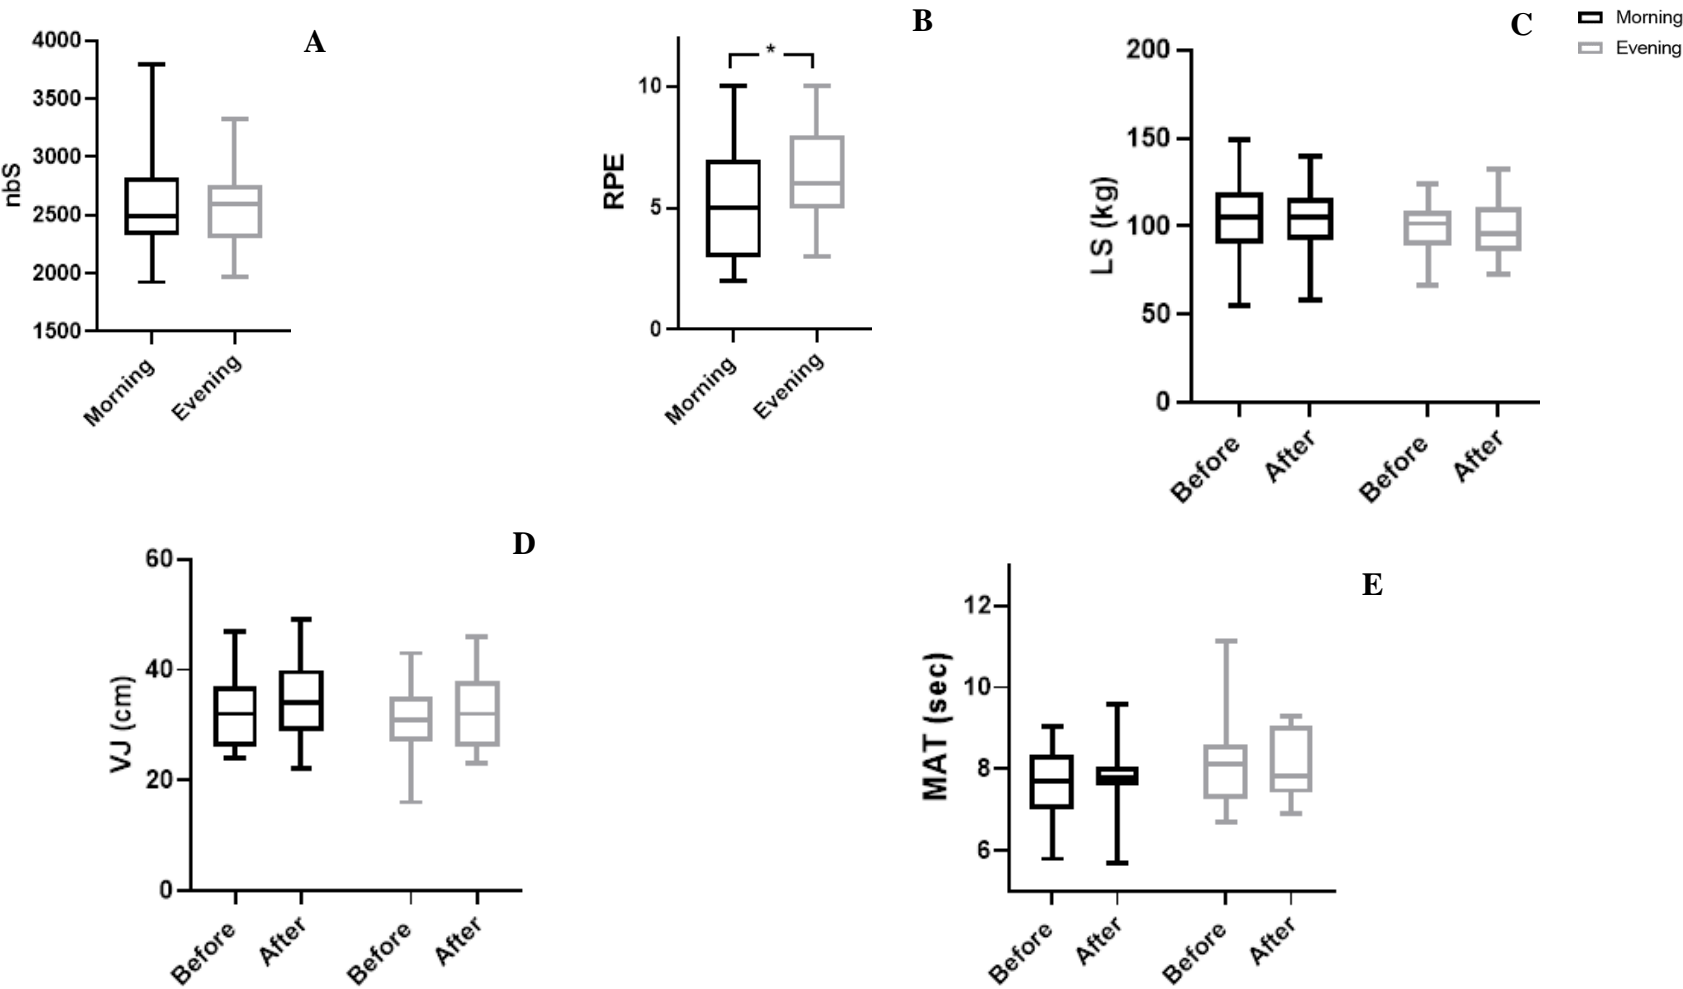 A
4000
3500
3000
2500
2000
1500
nbS
Morning
Evening
B
*
10
5
0
RPE
Morning
Evening
C
Morning
Evening
200
150
100
50
0
LS (kg)
Before
After
Before
After
D
60
40
20
0
VJ (cm)
Before
After
Before
After
E
12
10
8
6
MAT (sec)
Before
After
Before
After